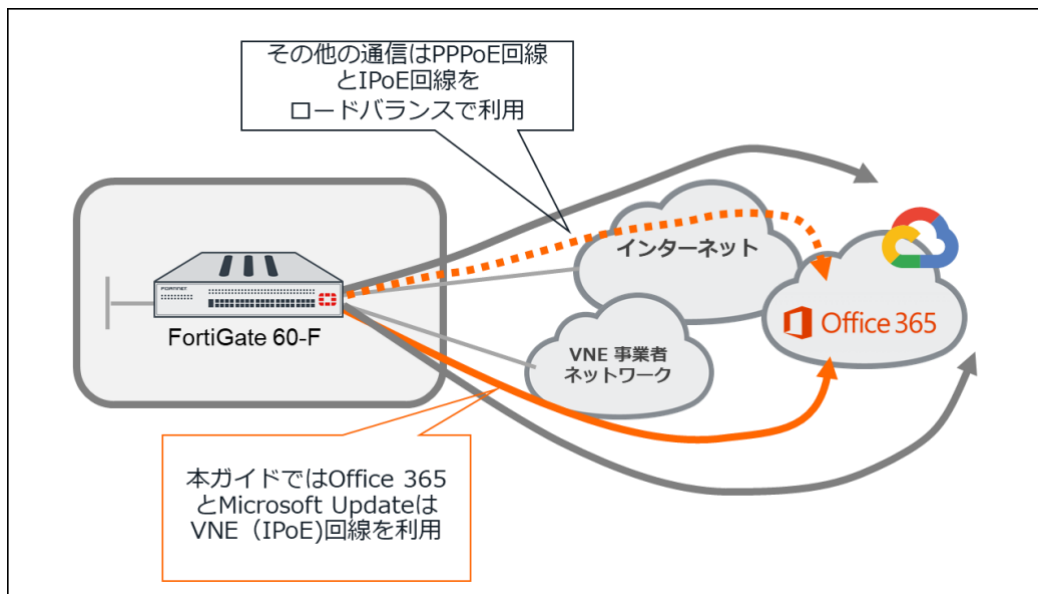 その他の通信はPPPoE回線
とIPoE回線を
ロードバランスで利用
インターネット
Office 365
FORTINET
FortiGate 60-F
VNE 事業者
ネットワーク
本ガイドではOffice 365
とMicrosoft Updateは
VNE（IPoE)回線を利用